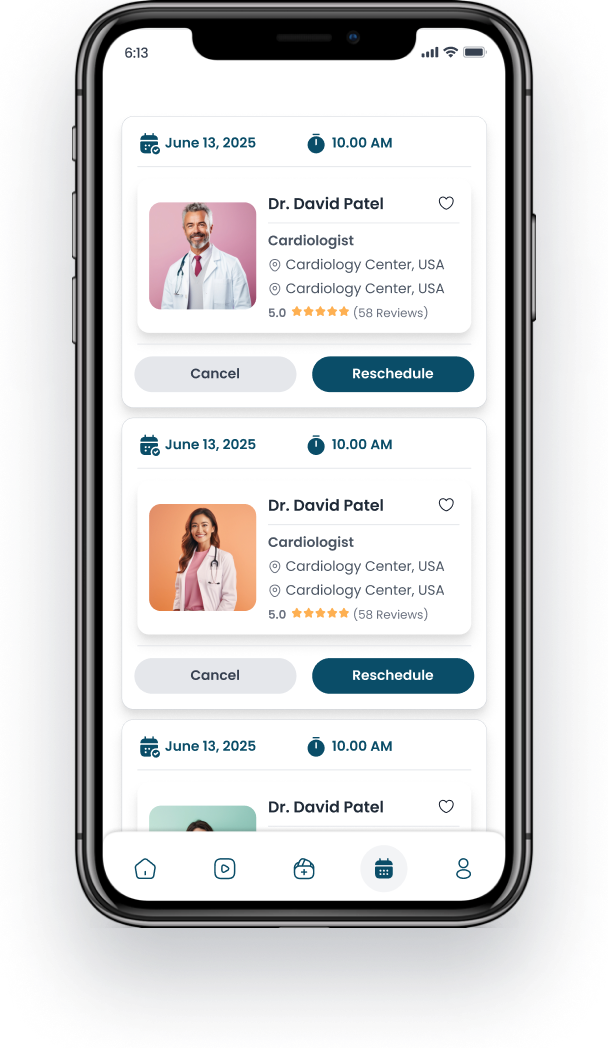 6:13
June 13, 2025 10.00 AM
Dr. David Patel
Cardiologist
Cardiology Center, USA
Cardiology Center, USA
5.0 (58 Reviews)
Cancel Reschedule
June 13, 2025 10.00 AM
Dr. David Patel
Cardiologist
Cardiology Center, USA
Cardiology Center, USA
5.0 (58 Reviews)
Cancel Reschedule
June 13, 2025 10.00 AM
Dr. David Patel